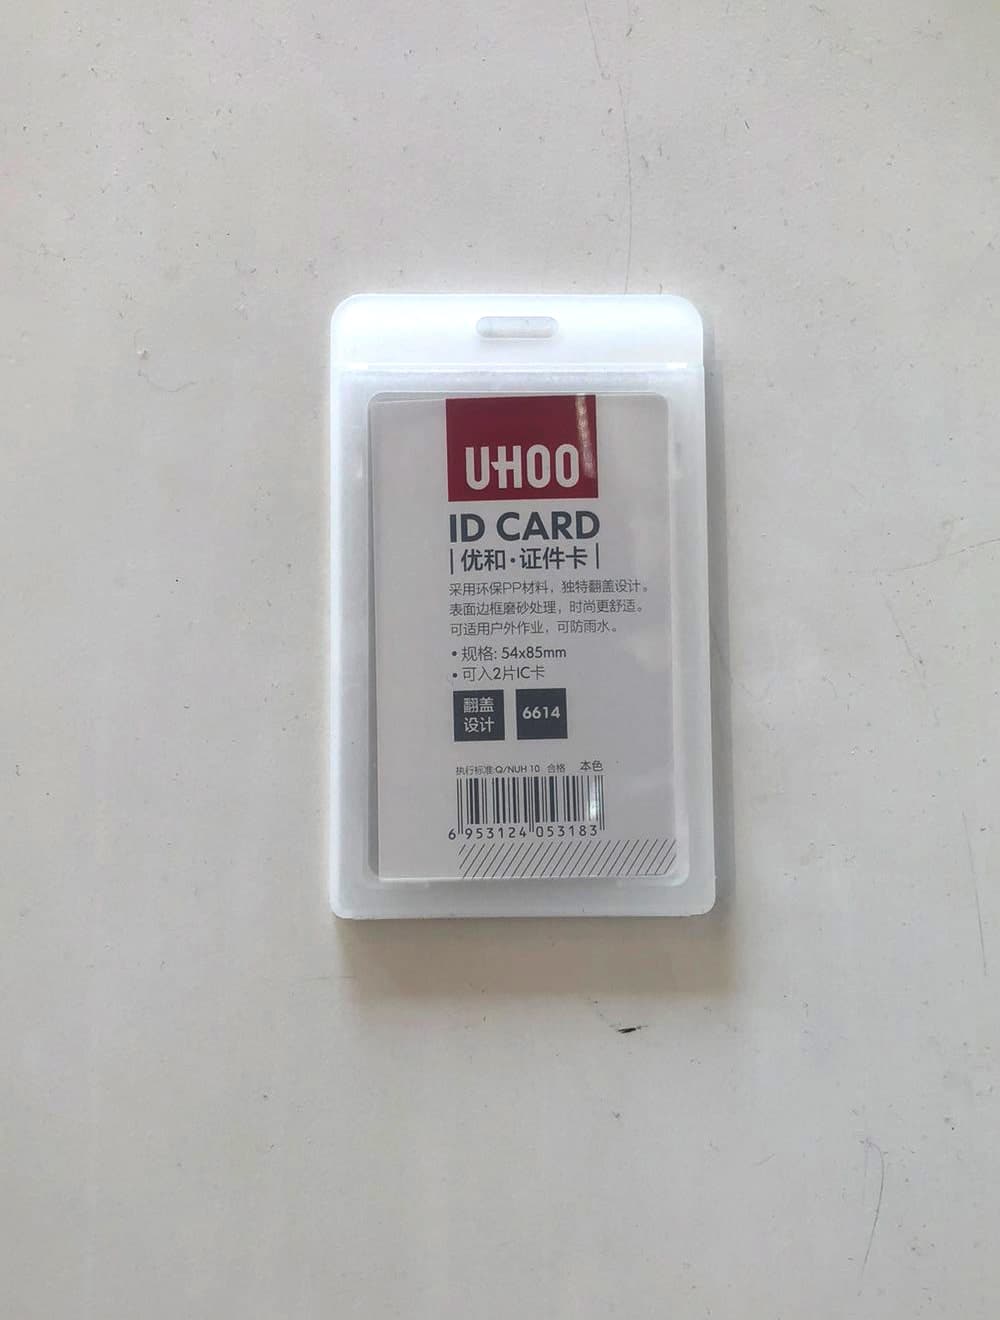 UHOO
ID CARD
|优和·证件卡|
采用环保PP材料，独特翻盖设计。
表面边框磨砂处理，时尚更舒适。
可适用户外作业，可防雨水。
• 规格: 54x85mm
• 可入2片IC卡
翻盖
设计
6614
执行标准:Q/NUH 10 合格 本色
6 953124 053183